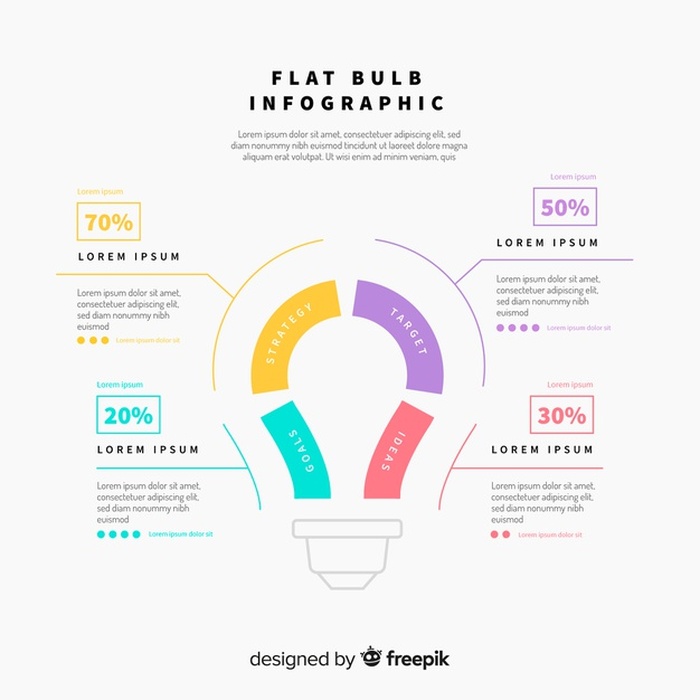 FLAT BULB
INFOGRAPHIC
Lorem ipsum dolor sit amet, consectetuer adipiscing elit, sed
diam nonummy nibh euismod tincidunt ut laoreet dolore magna
aliquam erat volutpat. Ut wisi enim ad minim veniam, quis
Lorem ipsum
70%
LOREM IPSUM
Lorem ipsum dolor sit amet,
consectetuer adipiscing elit,
sed diam nonummy nibh
euismod
Lorem ipsum dolor sit
Lorem ipsum
50%
LOREM IPSUM
Lorem ipsum dolor sit amet,
consectetuer adipiscing elit,
sed diam nonummy nibh
euismod
Lorem ipsum dolor sit
STRATEGY
TARGET
GOALS
IDEAS
Lorem ipsum
20%
LOREM IPSUM
Lorem ipsum dolor sit amet,
consectetuer adipiscing elit,
sed diam nonummy nibh
euismod
Lorem ipsum dolor sit
Lorem ipsum
30%
LOREM IPSUM
Lorem ipsum dolor sit amet,
consectetuer adipiscing elit,
sed diam nonummy nibh
euismod
Lorem ipsum dolor sit
designed by freepik